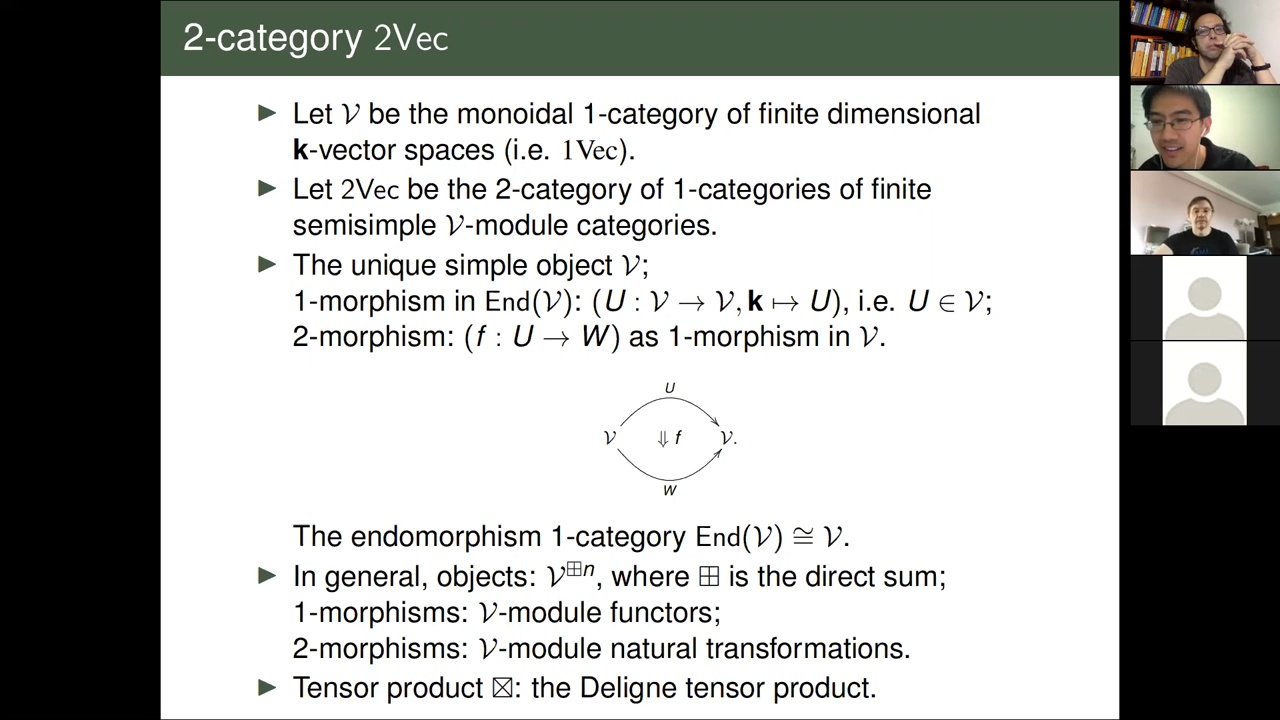 2-category 2Vec
▶ Let 𝒱 be the monoidal 1-category of finite dimensional
k-vector spaces (i.e. 1Vec).
▶ Let 2Vec be the 2-category of 1-categories of finite
semisimple 𝒱-module categories.
▶ The unique simple object 𝒱;
1-morphism in End(𝒱): (U : 𝒱 → 𝒱, k ↦ U), i.e. U ∈ 𝒱;
2-morphism: (f : U → W) as 1-morphism in 𝒱.
U
𝒱 ⇓ f 𝒱.
W
The endomorphism 1-category End(𝒱) ≅ 𝒱.
▶ In general, objects: 𝒱^⊞n, where ⊞ is the direct sum;
1-morphisms: 𝒱-module functors;
2-morphisms: 𝒱-module natural transformations.
▶ Tensor product ⊠: the Deligne tensor product.